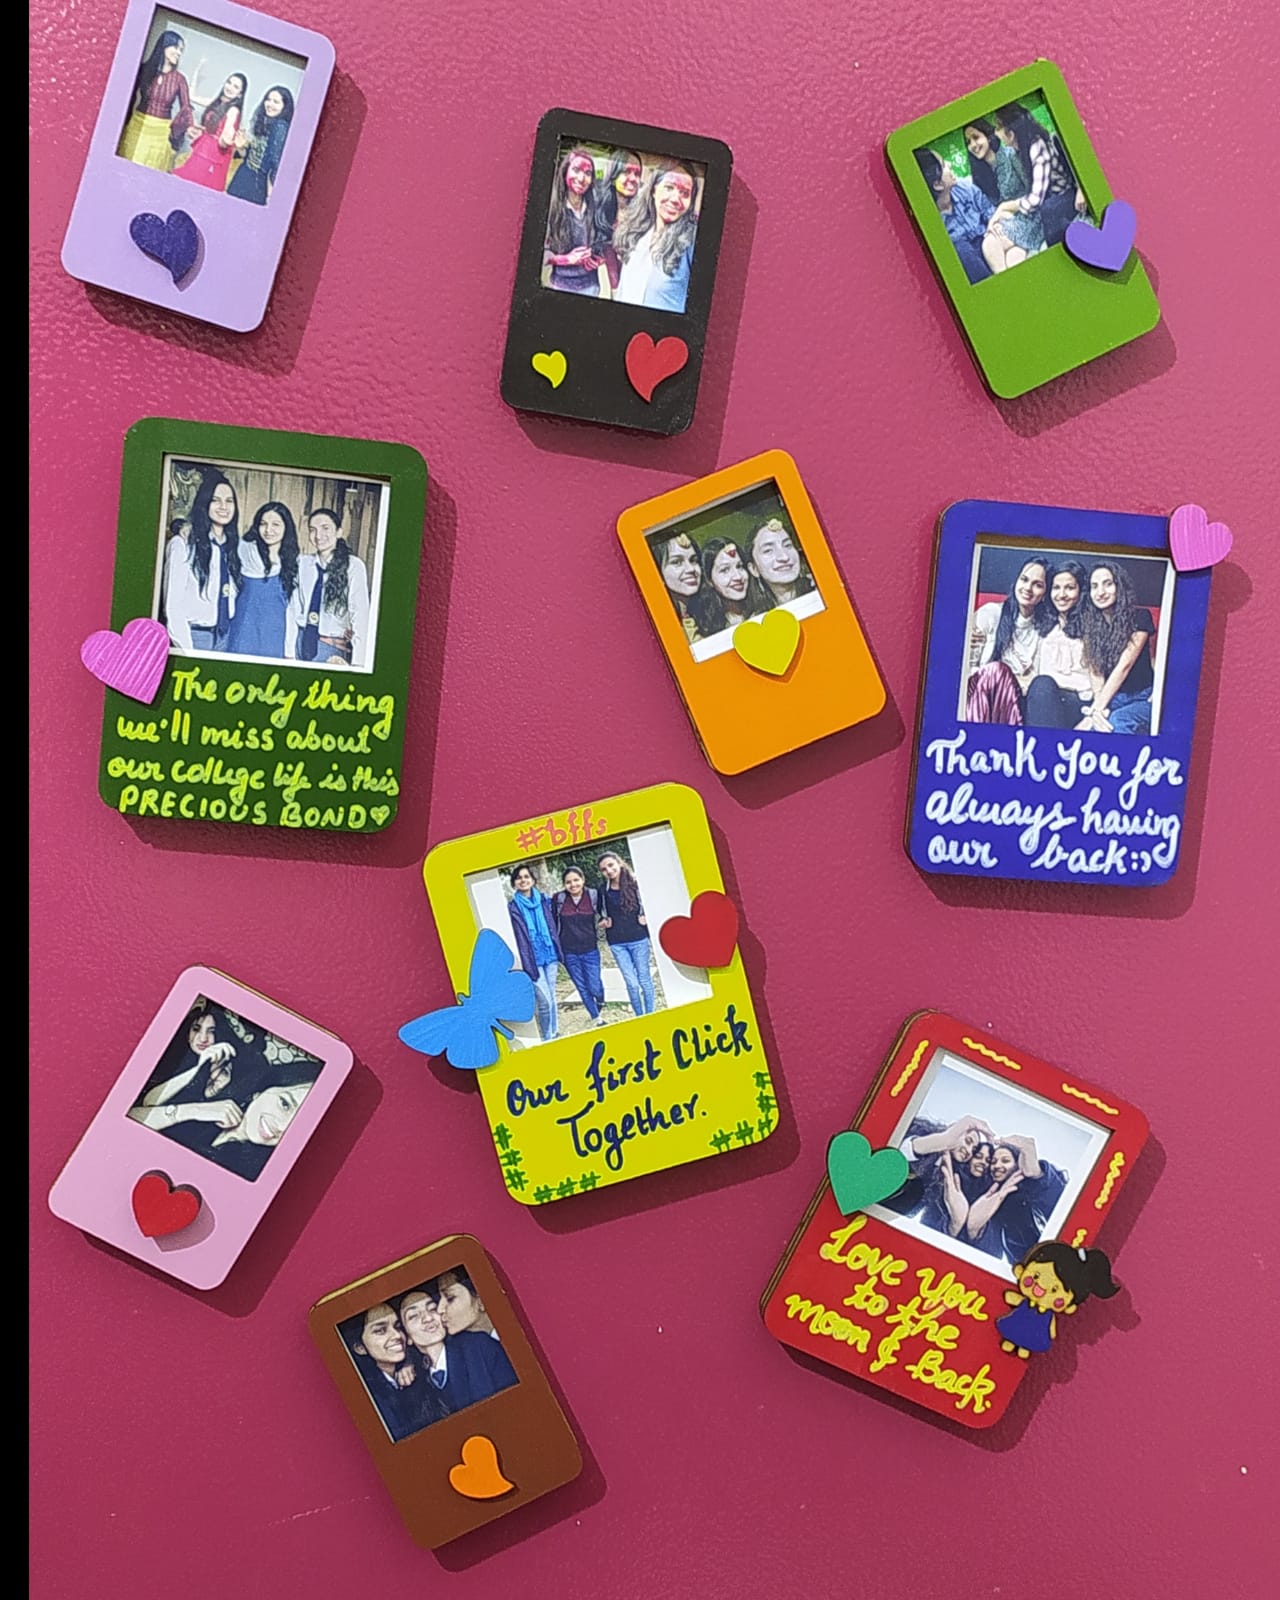 The only thing
we'll miss about
our college life is this
PRECIOUS BOND
Thank You for
always having
our back:)
#bffs
Our First Click
Together.
###
###
###
Love You
to the
moon & Back.